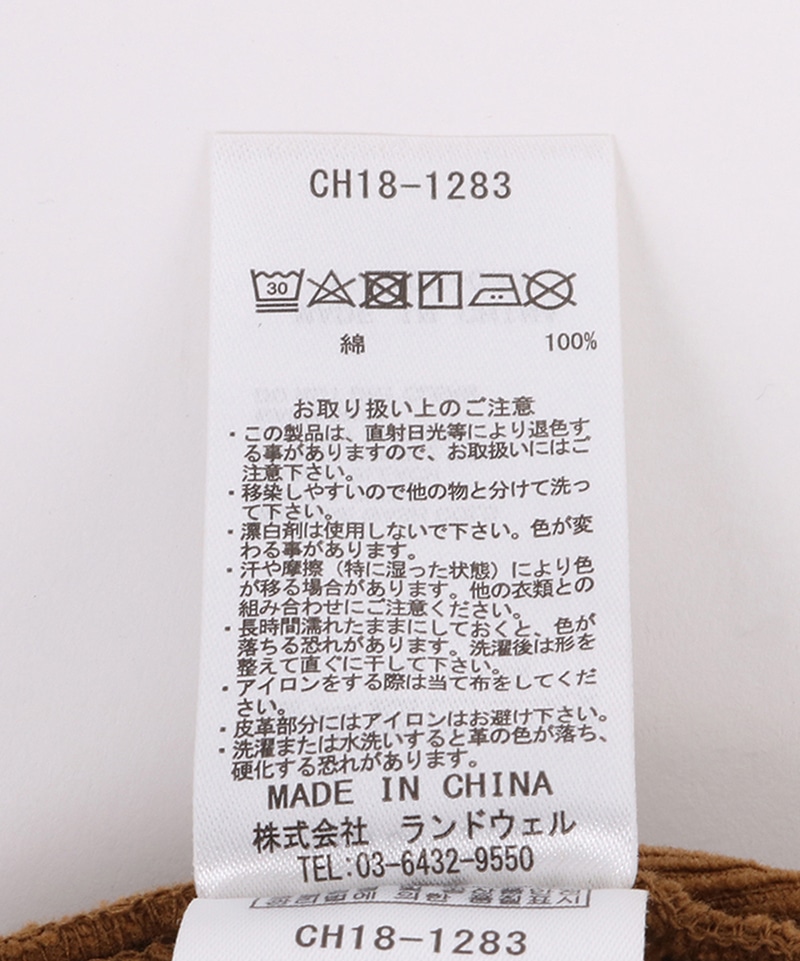 CH18-1283
30
綿 100%
お取り扱い上のご注意
・この製品は、直射日光等により退色す
る事がありますので、お取扱いにはご
注意下さい。
・移染しやすいので他の物と分けて洗っ
て下さい。
・漂白剤は使用しないで下さい。色が変
わる事があります。
・汗や摩擦（特に湿った状態）により色
が移る場合があります。他の衣類との
組み合わせにご注意ください。
・長時間濡れたままにしておくと、色が
落ちる恐れがあります。洗濯後は形を
整えて直ぐに干して下さい。
・アイロンをする際は当て布をしてくだ
さい。
・皮革部分にはアイロンはお避け下さい。
・洗濯または水洗いすると革の色が落ち、
硬化する恐れがあります。
MADE IN CHINA
株式会社 ランドウェル
TEL:03-6432-9550
CH18-1283